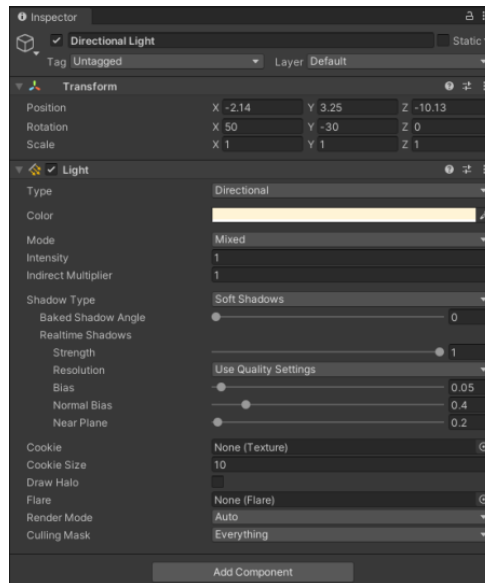 Inspector
Directional Light Static
Tag Untagged Layer Default
Transform
Position X -2.14 Y 3.25 Z -10.13
Rotation X 50 Y -30 Z 0
Scale X 1 Y 1 Z 1
Light
Type Directional
Color
Mode Mixed
Intensity 1
Indirect Multiplier 1
Shadow Type Soft Shadows
Baked Shadow Angle 0
Realtime Shadows
Strength 1
Resolution Use Quality Settings
Bias 0.05
Normal Bias 0.4
Near Plane 0.2
Cookie None (Texture)
Cookie Size 10
Draw Halo
Flare None (Flare)
Render Mode Auto
Culling Mask Everything
Add Component